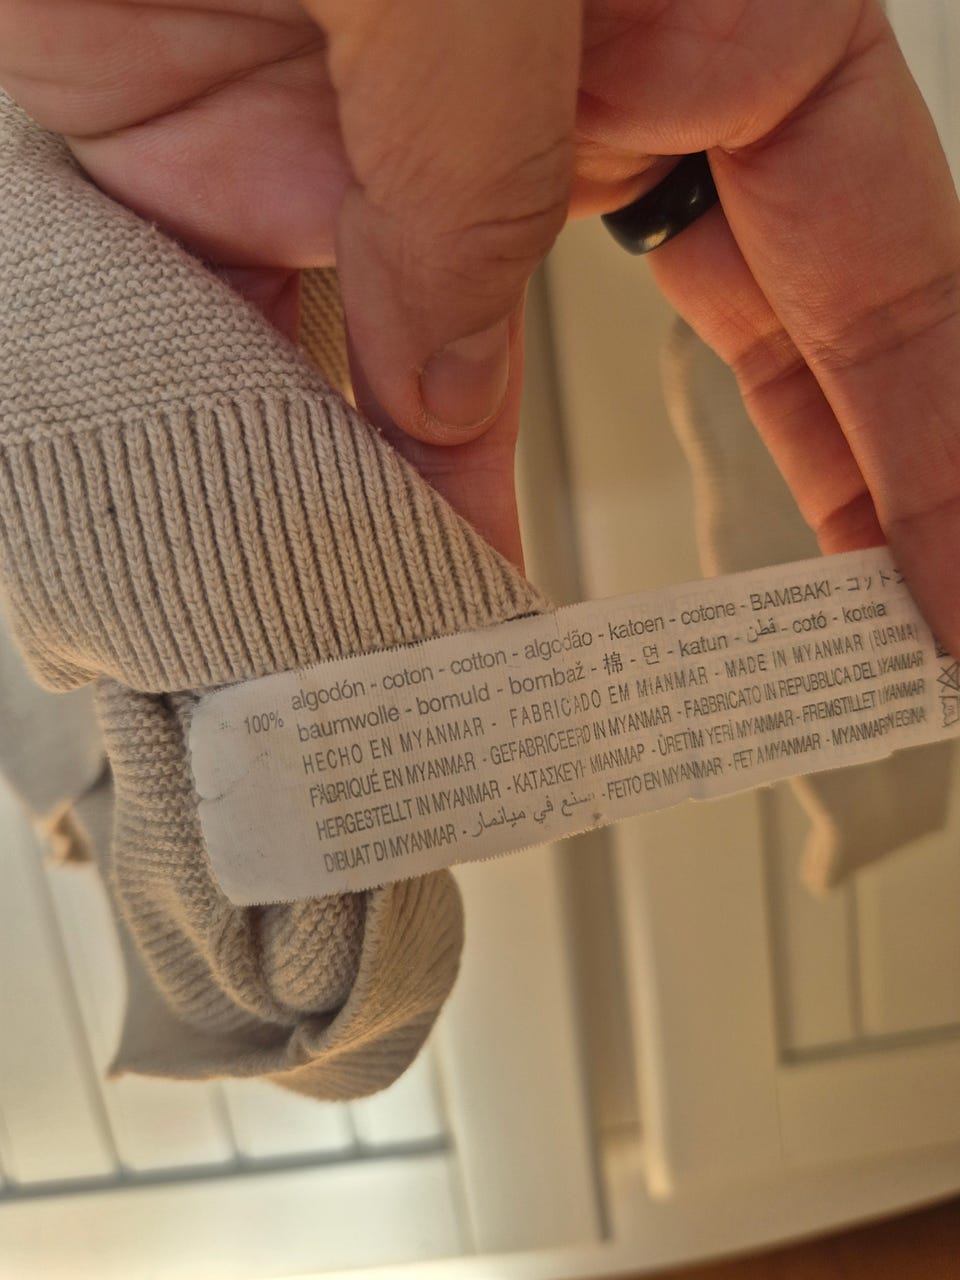 100% algodón - coton - cotton - algodão - katoen - cotone - BAMBAKI - コットン
baumwolle - bomuld - bombaž - 棉 - 면 - katun - قطن - cotó - kotoia
HECHO EN MYANMAR - FABRICADO EM MIANMAR - MADE IN MYANMAR (BURMA)
FABRIQUÉ EN MYANMAR - GEFABRICEERD IN MYANMAR - FABBRICATO IN REPUBBLICA DEL MYANMAR
HERGESTELLT IN MYANMAR - ΚΑΤΑΣΚΕΥΗ ΜΙΑΝΜΑΡ - ÜRETİM YERİ MYANMAR - FREMSTILLET I MYANMAR
DIBUAT DI MYANMAR - صنع في ميانمار - FEITO EN MYANMAR - FET A MYANMAR - MYANMARREN EGINA